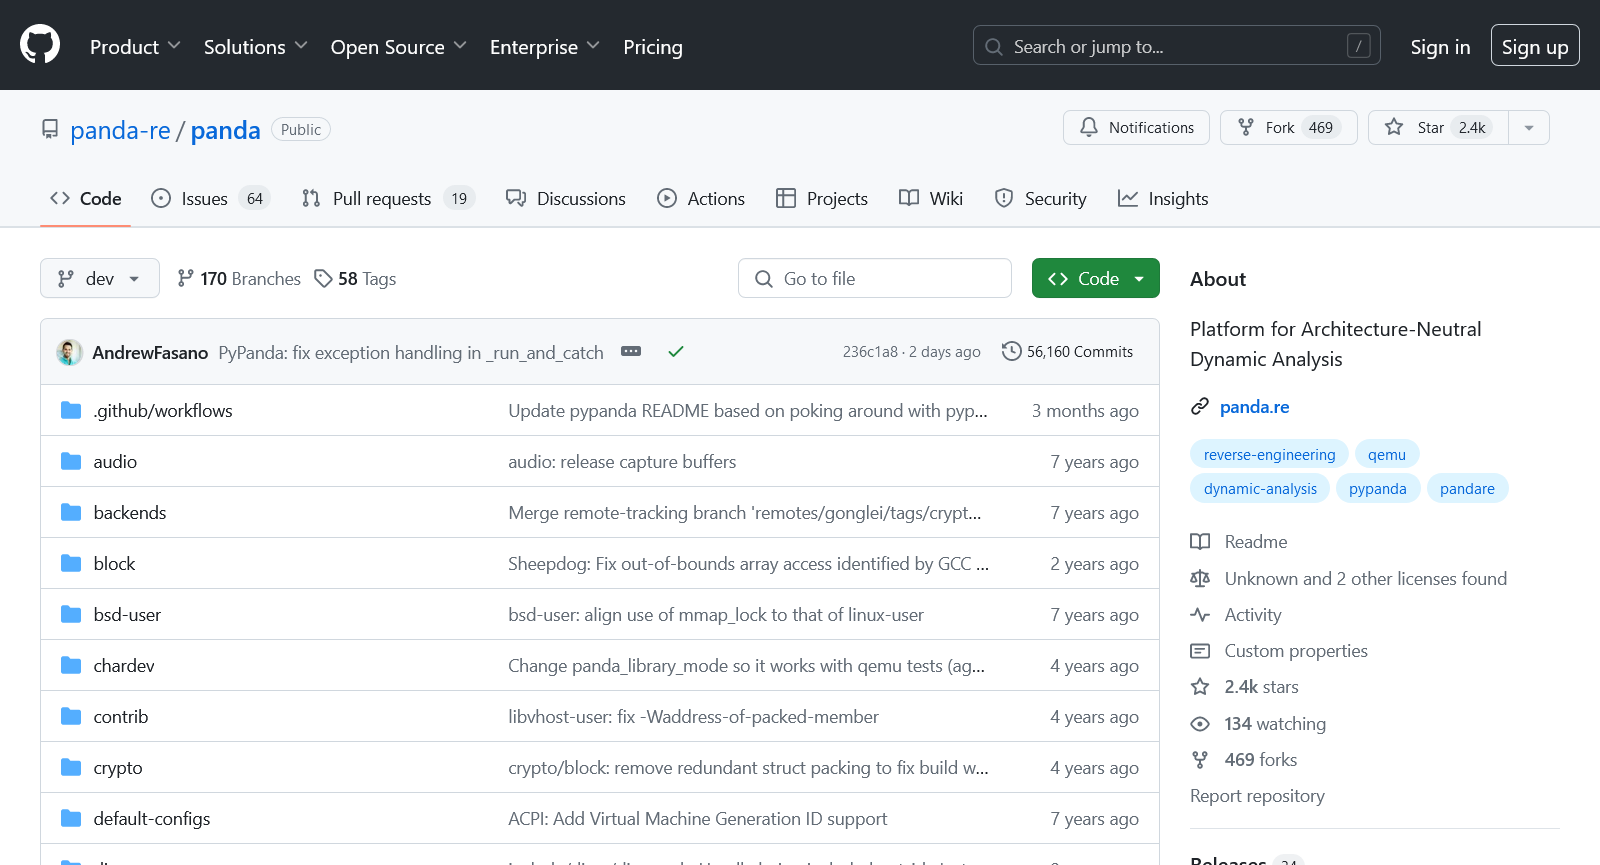 Product Solutions Open Source Enterprise Pricing Search or jump to... / Sign in Sign up
panda-re / panda Public Notifications Fork 469 Star 2.4k
Code Issues 64 Pull requests 19 Discussions Actions Projects Wiki Security Insights
dev 170 Branches 58 Tags Go to file Code
AndrewFasano PyPanda: fix exception handling in _run_and_catch 236c1a8 · 2 days ago 56,160 Commits
.github/workflows Update pypanda README based on poking around with pyp... 3 months ago
audio audio: release capture buffers 7 years ago
backends Merge remote-tracking branch 'remotes/gonglei/tags/crypt... 7 years ago
block Sheepdog: Fix out-of-bounds array access identified by GCC ... 2 years ago
bsd-user bsd-user: align use of mmap_lock to that of linux-user 7 years ago
chardev Change panda_library_mode so it works with qemu tests (ag... 4 years ago
contrib libvhost-user: fix -Waddress-of-packed-member 4 years ago
crypto crypto/block: remove redundant struct packing to fix build w... 4 years ago
default-configs ACPI: Add Virtual Machine Generation ID support 7 years ago
About
Platform for Architecture-Neutral
Dynamic Analysis
panda.re
reverse-engineering qemu
dynamic-analysis pypanda pandare
Readme
Unknown and 2 other licenses found
Activity
Custom properties
2.4k stars
134 watching
469 forks
Report repository
Releases 24